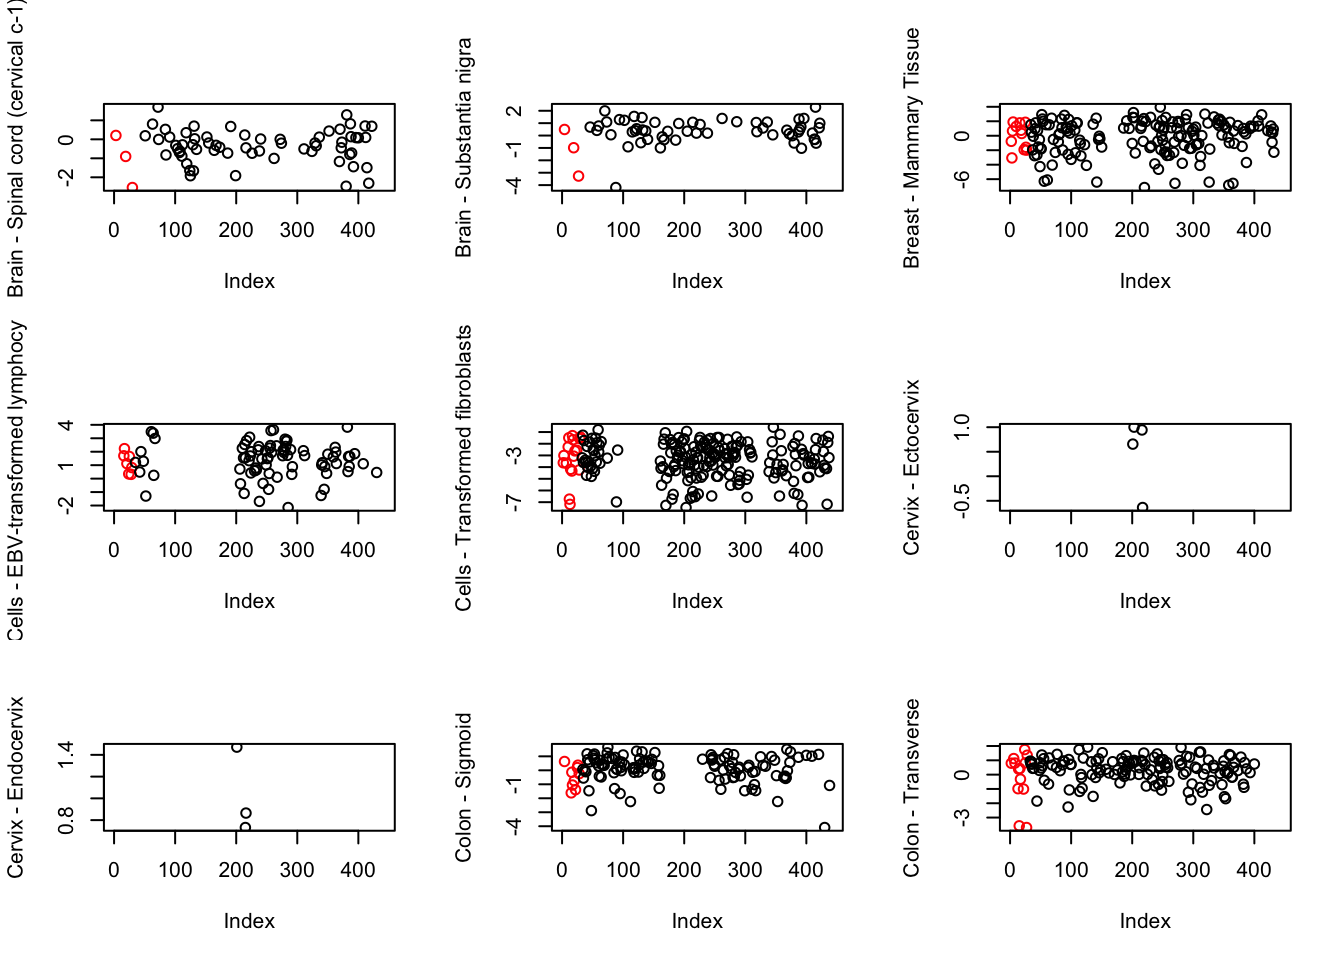 Brain - Spinal cord (cervical c-1)
0
-2
0 100 200 300 400
Index
Brain - Substantia nigra
2
-1
-4
0 100 200 300 400
Index
Breast - Mammary Tissue
0
-6
0 100 200 300 400
Index
Cells - EBV-transformed lymphocy
4
1
-2
0 100 200 300 400
Index
Cells - Transformed fibroblasts
-3
-7
0 100 200 300 400
Index
Cervix - Ectocervix
1.0
-0.5
0 100 200 300 400
Index
Cervix - Endocervix
1.4
0.8
0 100 200 300 400
Index
Colon - Sigmoid
-1
-4
0 100 200 300 400
Index
Colon - Transverse
0
-3
0 100 200 300 400
Index